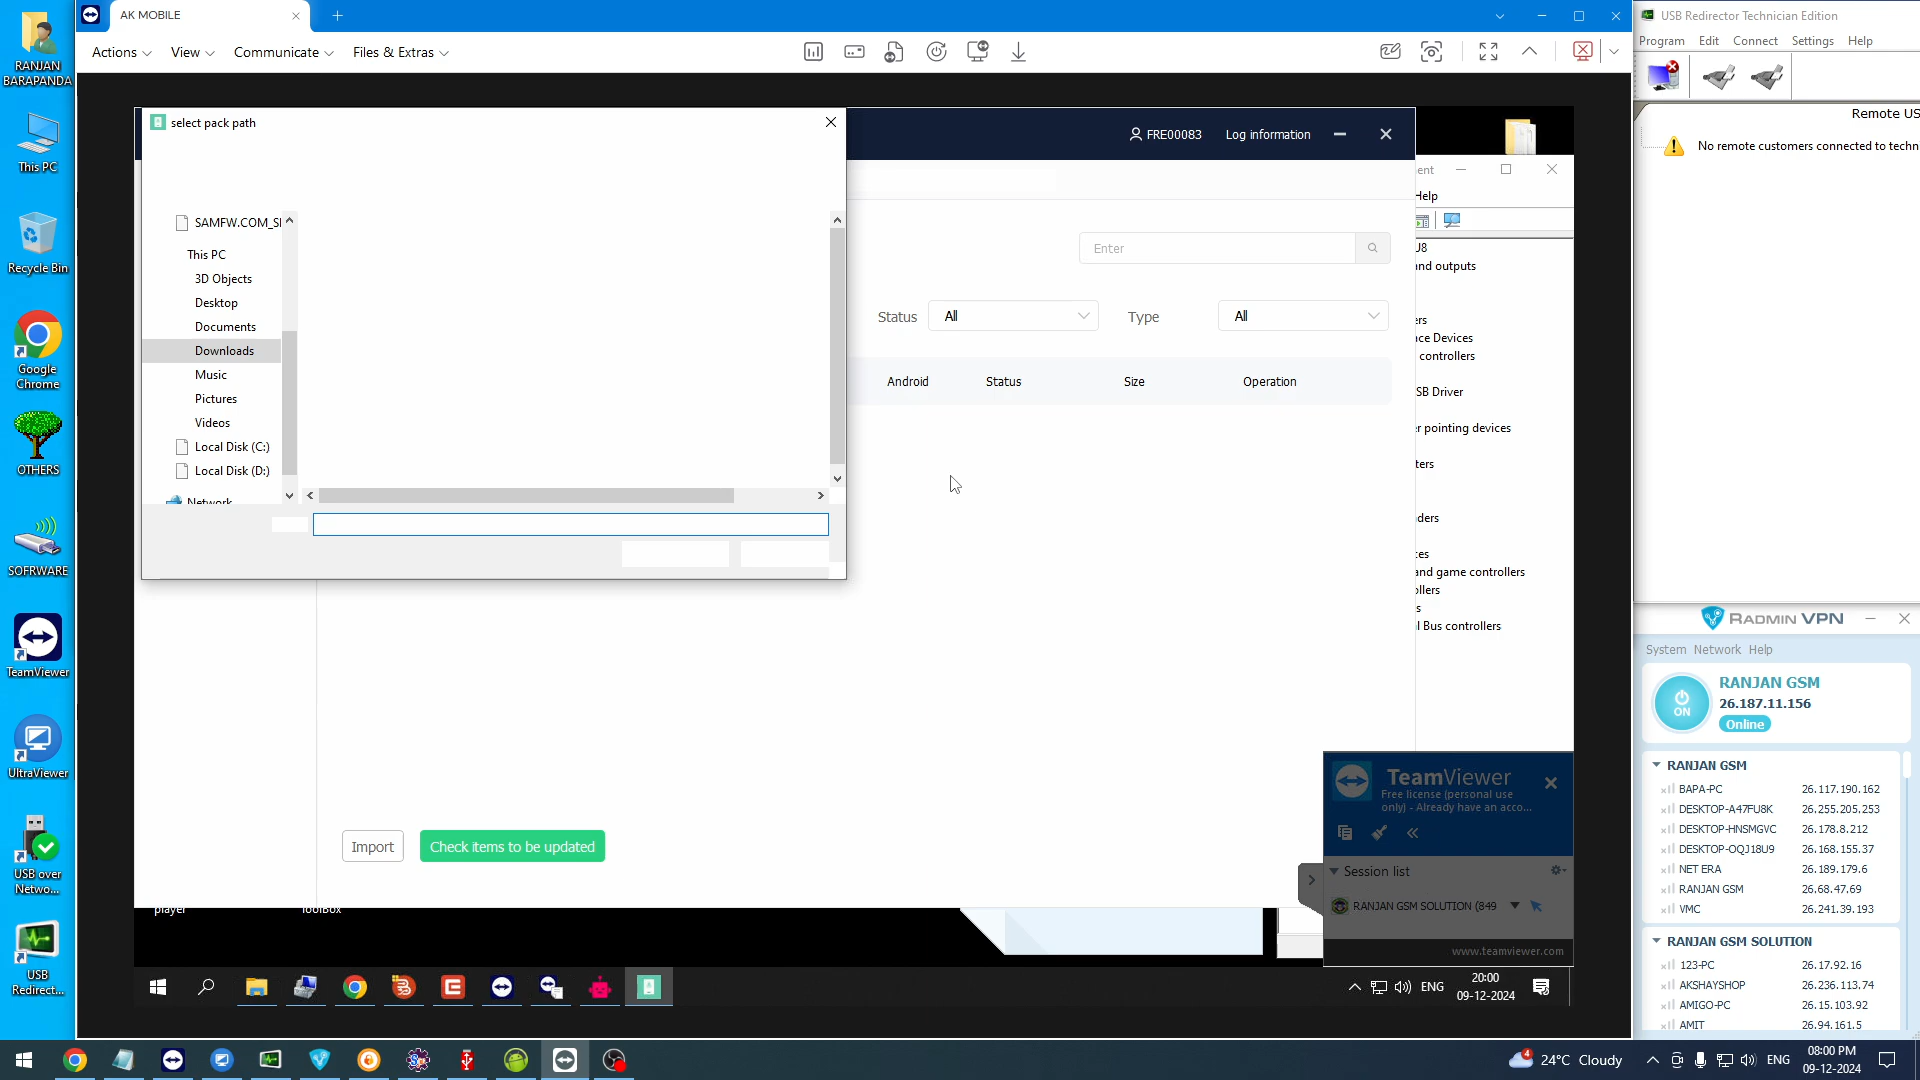 RANJAN
BARAPANDA
This PC
Recycle Bin
Google
Chrome
OTHERS
SOFRWARE
TeamViewer
UltraViewer
USB over
Netwo...
USB
Redirect...
AK MOBILE
Actions
View
Communicate
Files & Extras
select pack path
SAMFW.COM_S
This PC
3D Objects
Desktop
Documents
Downloads
Music
Pictures
Videos
Local Disk (C:)
Local Disk (D:)
Network
FRE00083
Log information
Enter
Status
All
Type
All
Android
Status
Size
Operation
Import
Check items to be updated
player
ToolBox
ent
Help
U8
and outputs
ers
ice Devices
controllers
SB Driver
r pointing devices
ters
ders
ces
and game controllers
ollers
s
l Bus controllers
TeamViewer
Free license (personal use
only) - Already have an acco...
Session list
RANJAN GSM SOLUTION (849
www.teamviewer.com
ENG
20:00
09-12-2024
USB Redirector Technician Edition
Program
Edit
Connect
Settings
Help
Remote US
No remote customers connected to techn
RADMIN VPN
System
Network
Help
ON
RANJAN GSM
26.187.11.156
Online
RANJAN GSM
BAPA-PC 26.117.190.162
DESKTOP-A47FU8K 26.255.205.253
DESKTOP-HNSMGVC 26.178.8.212
DESKTOP-OQJ18U9 26.168.155.37
NET ERA 26.189.179.6
RANJAN GSM 26.68.47.69
VMC 26.241.39.193
RANJAN GSM SOLUTION
123-PC 26.17.92.16
AKSHAYSHOP 26.236.113.74
AMIGO-PC 26.15.103.92
AMIT 26.94.161.5
4
24°C Cloudy
ENG
08:00 PM
09-12-2024